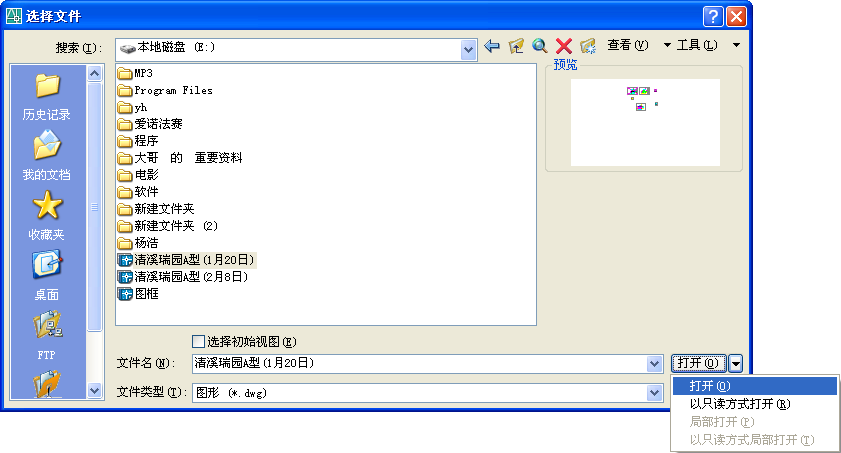 选择文件
搜索(I):
本地磁盘 (E:)
查看(V)
工具(L)
历史记录
我的文档
收藏夹
桌面
FTP
MP3
Program Files
yh
爱诺法赛
程序
大哥 的 重要资料
电影
软件
新建文件夹
新建文件夹 (2)
杨浩
清溪瑞园A型(1月20日)
清溪瑞园A型(2月8日)
图框
预览
选择初始视图(E)
文件名(N):
清溪瑞园A型(1月20日)
打开(O)
文件类型(T):
图形 (*.dwg)
打开(O)
以只读方式打开(R)
局部打开(P)
以只读方式局部打开(T)